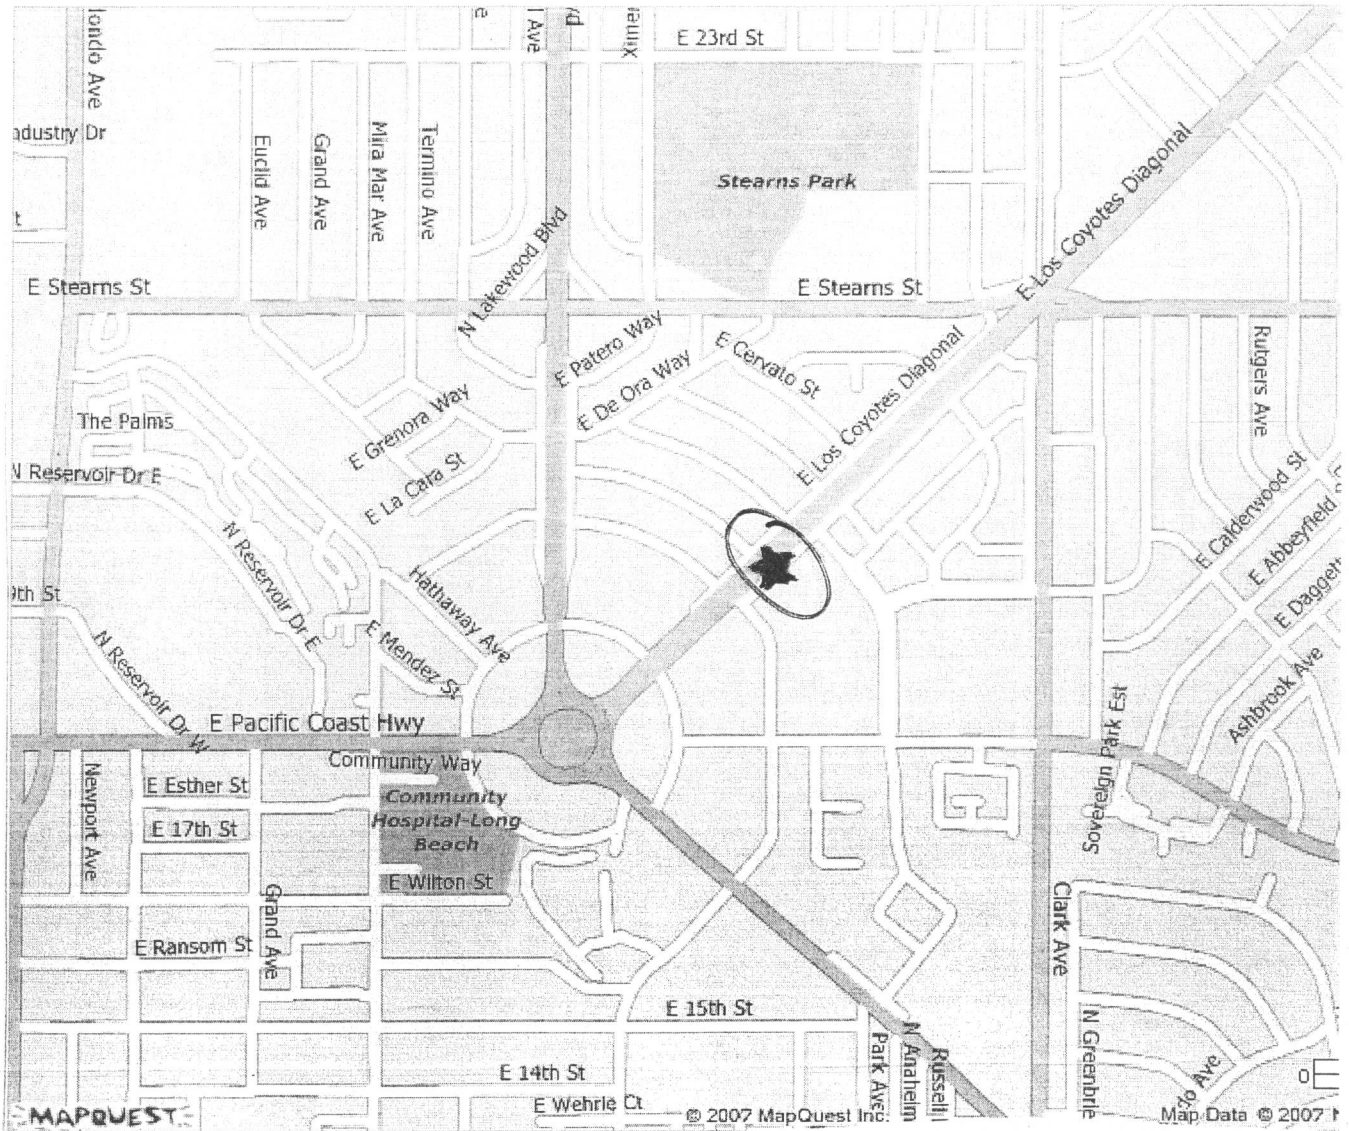 E 23rd St
Euclid Ave
Grand Ave
Mira Mar Ave
Termino Ave
Stearns Park
N Lakewood Blvd
E Los Coyotes Diagonal
E Stearns St
E Stearns St
E Patero Way
E De Ora Way
E Cervato St
E Los Coyotes Diagonal
Rutgers Ave
The Palms
E Grenora Way
E La Cara St
N Reservoir Dr E
N Reservoir Dr E
E Calderwood St
E Abbeyfield
E Daggett
9th St
Hathaway Ave
E Mendez St
N Reservoir Dr W
E Pacific Coast Hwy
Ashbrook Ave
Sovereign Park Est
Community Way
Newport Ave
E Esther St
E 17th St
Community
Hospital-Long
Beach
E Wilton St
Grand Ave
E Ransom St
Clark Ave
E 15th St
Park Ave
N Anaheim
Russell
N Greenbrie
E 14th St
E Wehrle Ct
MAPQUEST
© 2007 MapQuest Inc.
Map Data © 2007
0